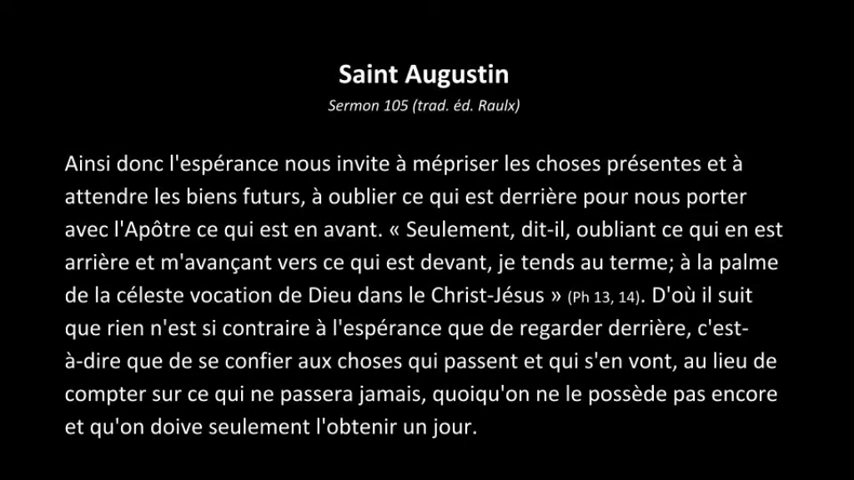 Saint Augustin
Sermon 105 (trad. éd. Raulx)
Ainsi donc l'espérance nous invite à mépriser les choses présentes et à
attendre les biens futurs, à oublier ce qui est derrière pour nous porter
avec l'Apôtre ce qui est en avant. « Seulement, dit-il, oubliant ce qui en est
arrière et m'avançant vers ce qui est devant, je tends au terme; à la palme
de la céleste vocation de Dieu dans le Christ-Jésus » (Ph 13, 14). D'où il suit
que rien n'est si contraire à l'espérance que de regarder derrière, c'est-
à-dire que de se confier aux choses qui passent et qui s'en vont, au lieu de
compter sur ce qui ne passera jamais, quoiqu'on ne le possède pas encore
et qu'on doive seulement l'obtenir un jour.